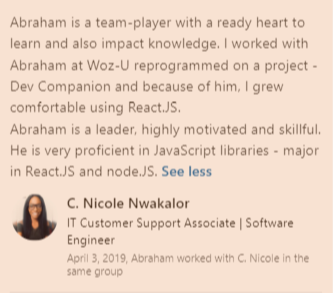 Abraham is a team-player with a ready heart to
learn and also impact knowledge. I worked with
Abraham at Woz-U reprogrammed on a project -
Dev Companion and because of him, I grew
comfortable using React.JS.
Abraham is a leader, highly motivated and skillful.
He is very proficient in JavaScript libraries - major
in React.JS and node.JS. See less
C. Nicole Nwakalor
IT Customer Support Associate | Software
Engineer
April 3, 2019, Abraham worked with C. Nicole in the
same group